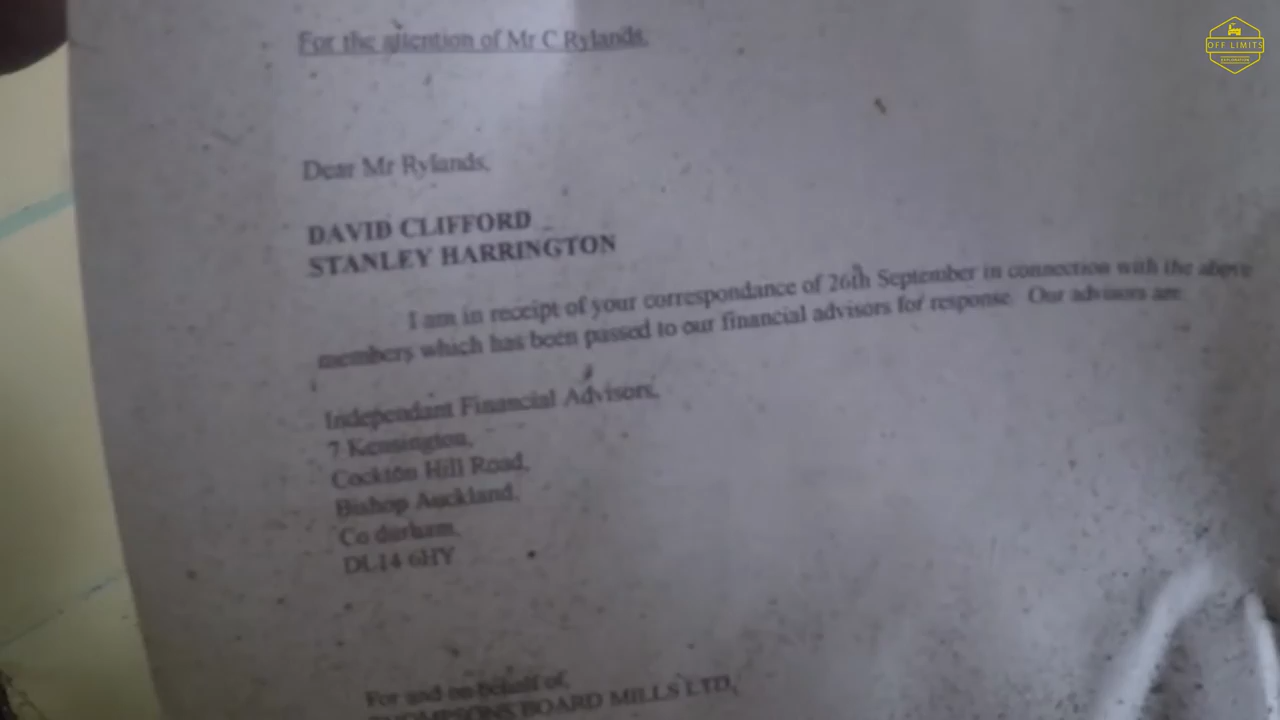 OFF LIMITS
EXPLORATION
For the attention of Mr C Rylands,
Dear Mr Rylands,
DAVID CLIFFORD
STANLEY HARRINGTON
I am in receipt of your correspondance of 26th September in connection with the above
members which has been passed to our financial advisors for response. Our advisors are:
Independant Financial Advisors,
7 Kensington,
Cockton Hill Road,
Bishop Auckland,
Co durham,
DL14 6HY
For and on behalf of,
THOMPSONS BOARD MILLS LTD,